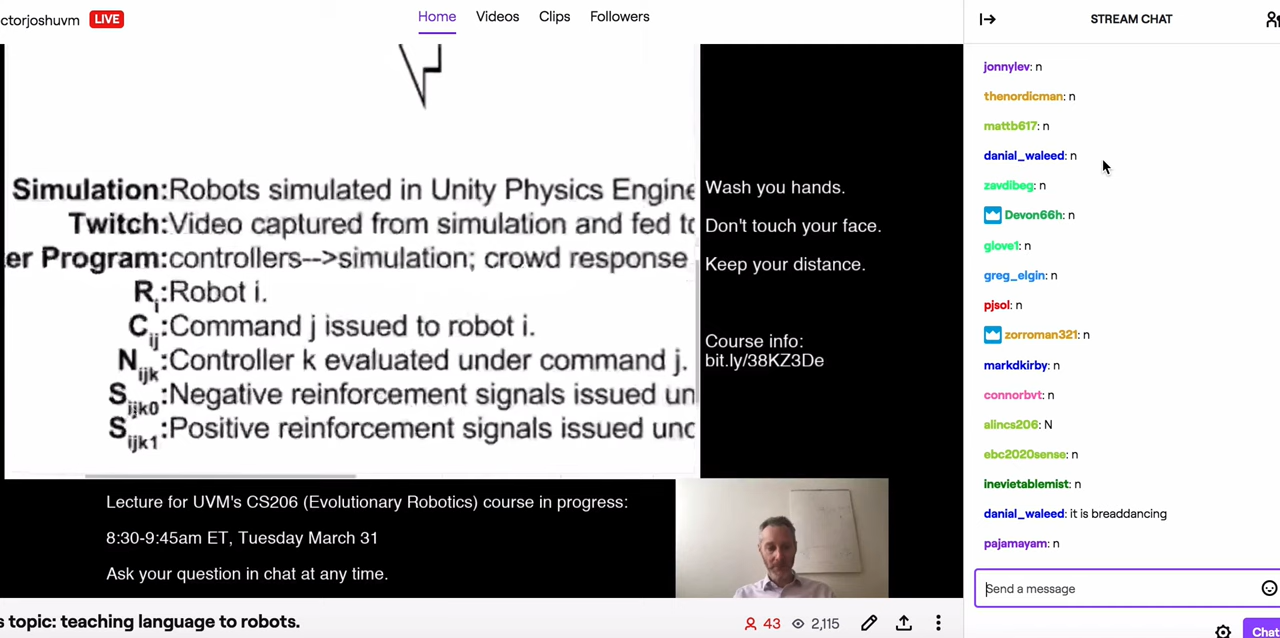 ctorjoshuvm LIVE
Home Videos Clips Followers
Simulation:Robots simulated in Unity Physics Engine
Twitch:Video captured from simulation and fed to
er Program:controllers-->simulation; crowd response
Ri:Robot i.
Cij:Command j issued to robot i.
Nijk:Controller k evaluated under command j.
Sijk0:Negative reinforcement signals issued un
Sijk1:Positive reinforcement signals issued und
Wash you hands.
Don't touch your face.
Keep your distance.
Course info:
bit.ly/38KZ3De
Lecture for UVM's CS206 (Evolutionary Robotics) course in progress:
8:30-9:45am ET, Tuesday March 31
Ask your question in chat at any time.
s topic: teaching language to robots.
43 2,115
STREAM CHAT
jonnylev: n
thenordicman: n
mattb617: n
danial_waleed: n
zavdibeg: n
Devon66h: n
glove1: n
greg_elgin: n
pjsol: n
zorroman321: n
markdkirby: n
connorbvt: n
alincs206: N
ebc2020sense: n
inevietablemist: n
danial_waleed: it is breaddancing
pajamayam: n
Send a message
Chat